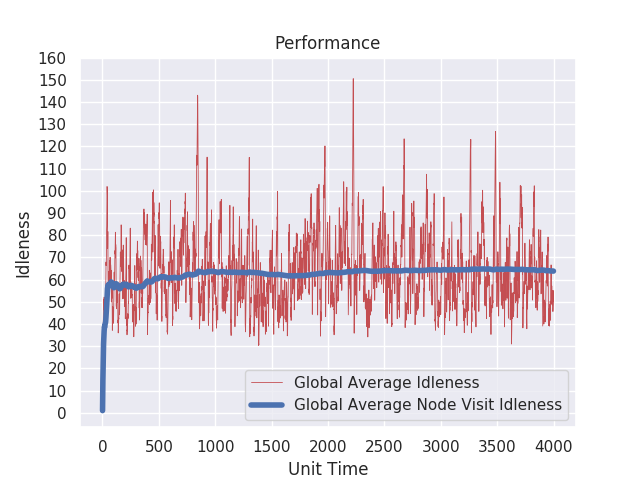 Performance
160
150
140
130
120
110
100
90
80
70
60
50
40
30
20
10
0
Idleness
Global Average Idleness
Global Average Node Visit Idleness
0 500 1000 1500 2000 2500 3000 3500 4000
Unit Time